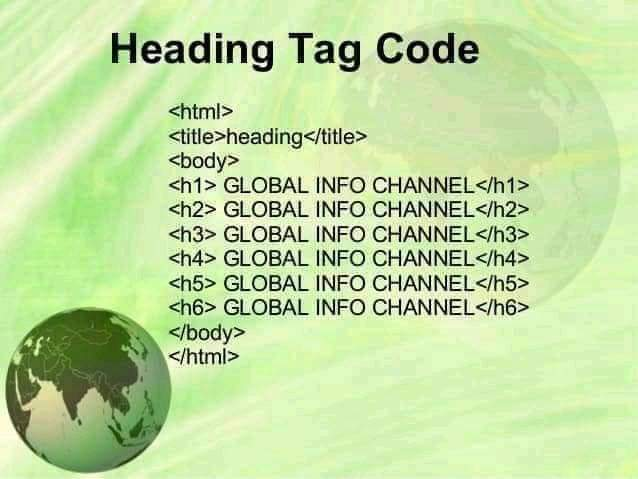 Heading Tag Code
<html>
<title>heading</title>
<body>
<h1> GLOBAL INFO CHANNEL</h1>
<h2> GLOBAL INFO CHANNEL</h2>
<h3> GLOBAL INFO CHANNEL</h3>
<h4> GLOBAL INFO CHANNEL</h4>
<h5> GLOBAL INFO CHANNEL</h5>
<h6> GLOBAL INFO CHANNEL</h6>
</body>
</html>